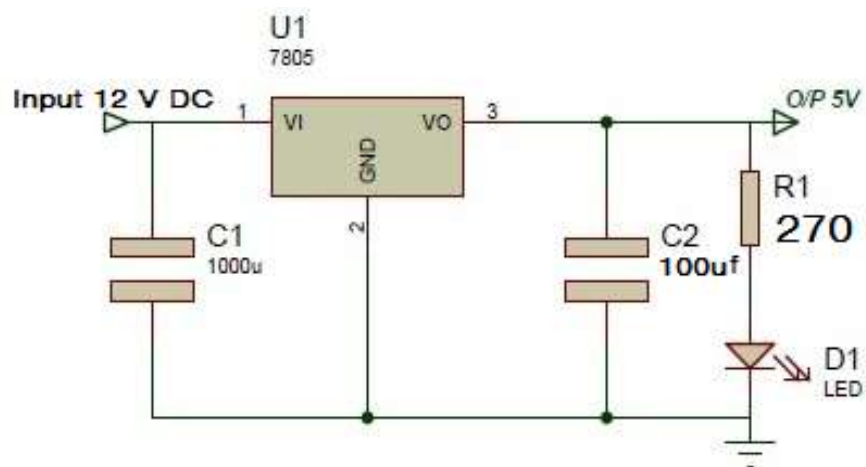 U1
7805
Input 12 V DC
1
VI
VO
3
GND
2
O/P 5V
C1
1000u
C2
100uf
R1
270
D1
LED